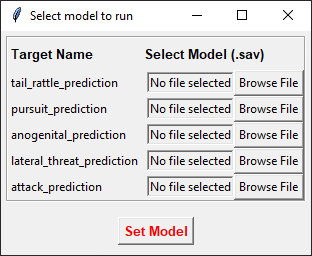 Select model to run
Target Name Select Model (.sav)
tail_rattle_prediction No file selected Browse File
pursuit_prediction No file selected Browse File
anogenital_prediction No file selected Browse File
lateral_threat_prediction No file selected Browse File
attack_prediction No file selected Browse File
Set Model